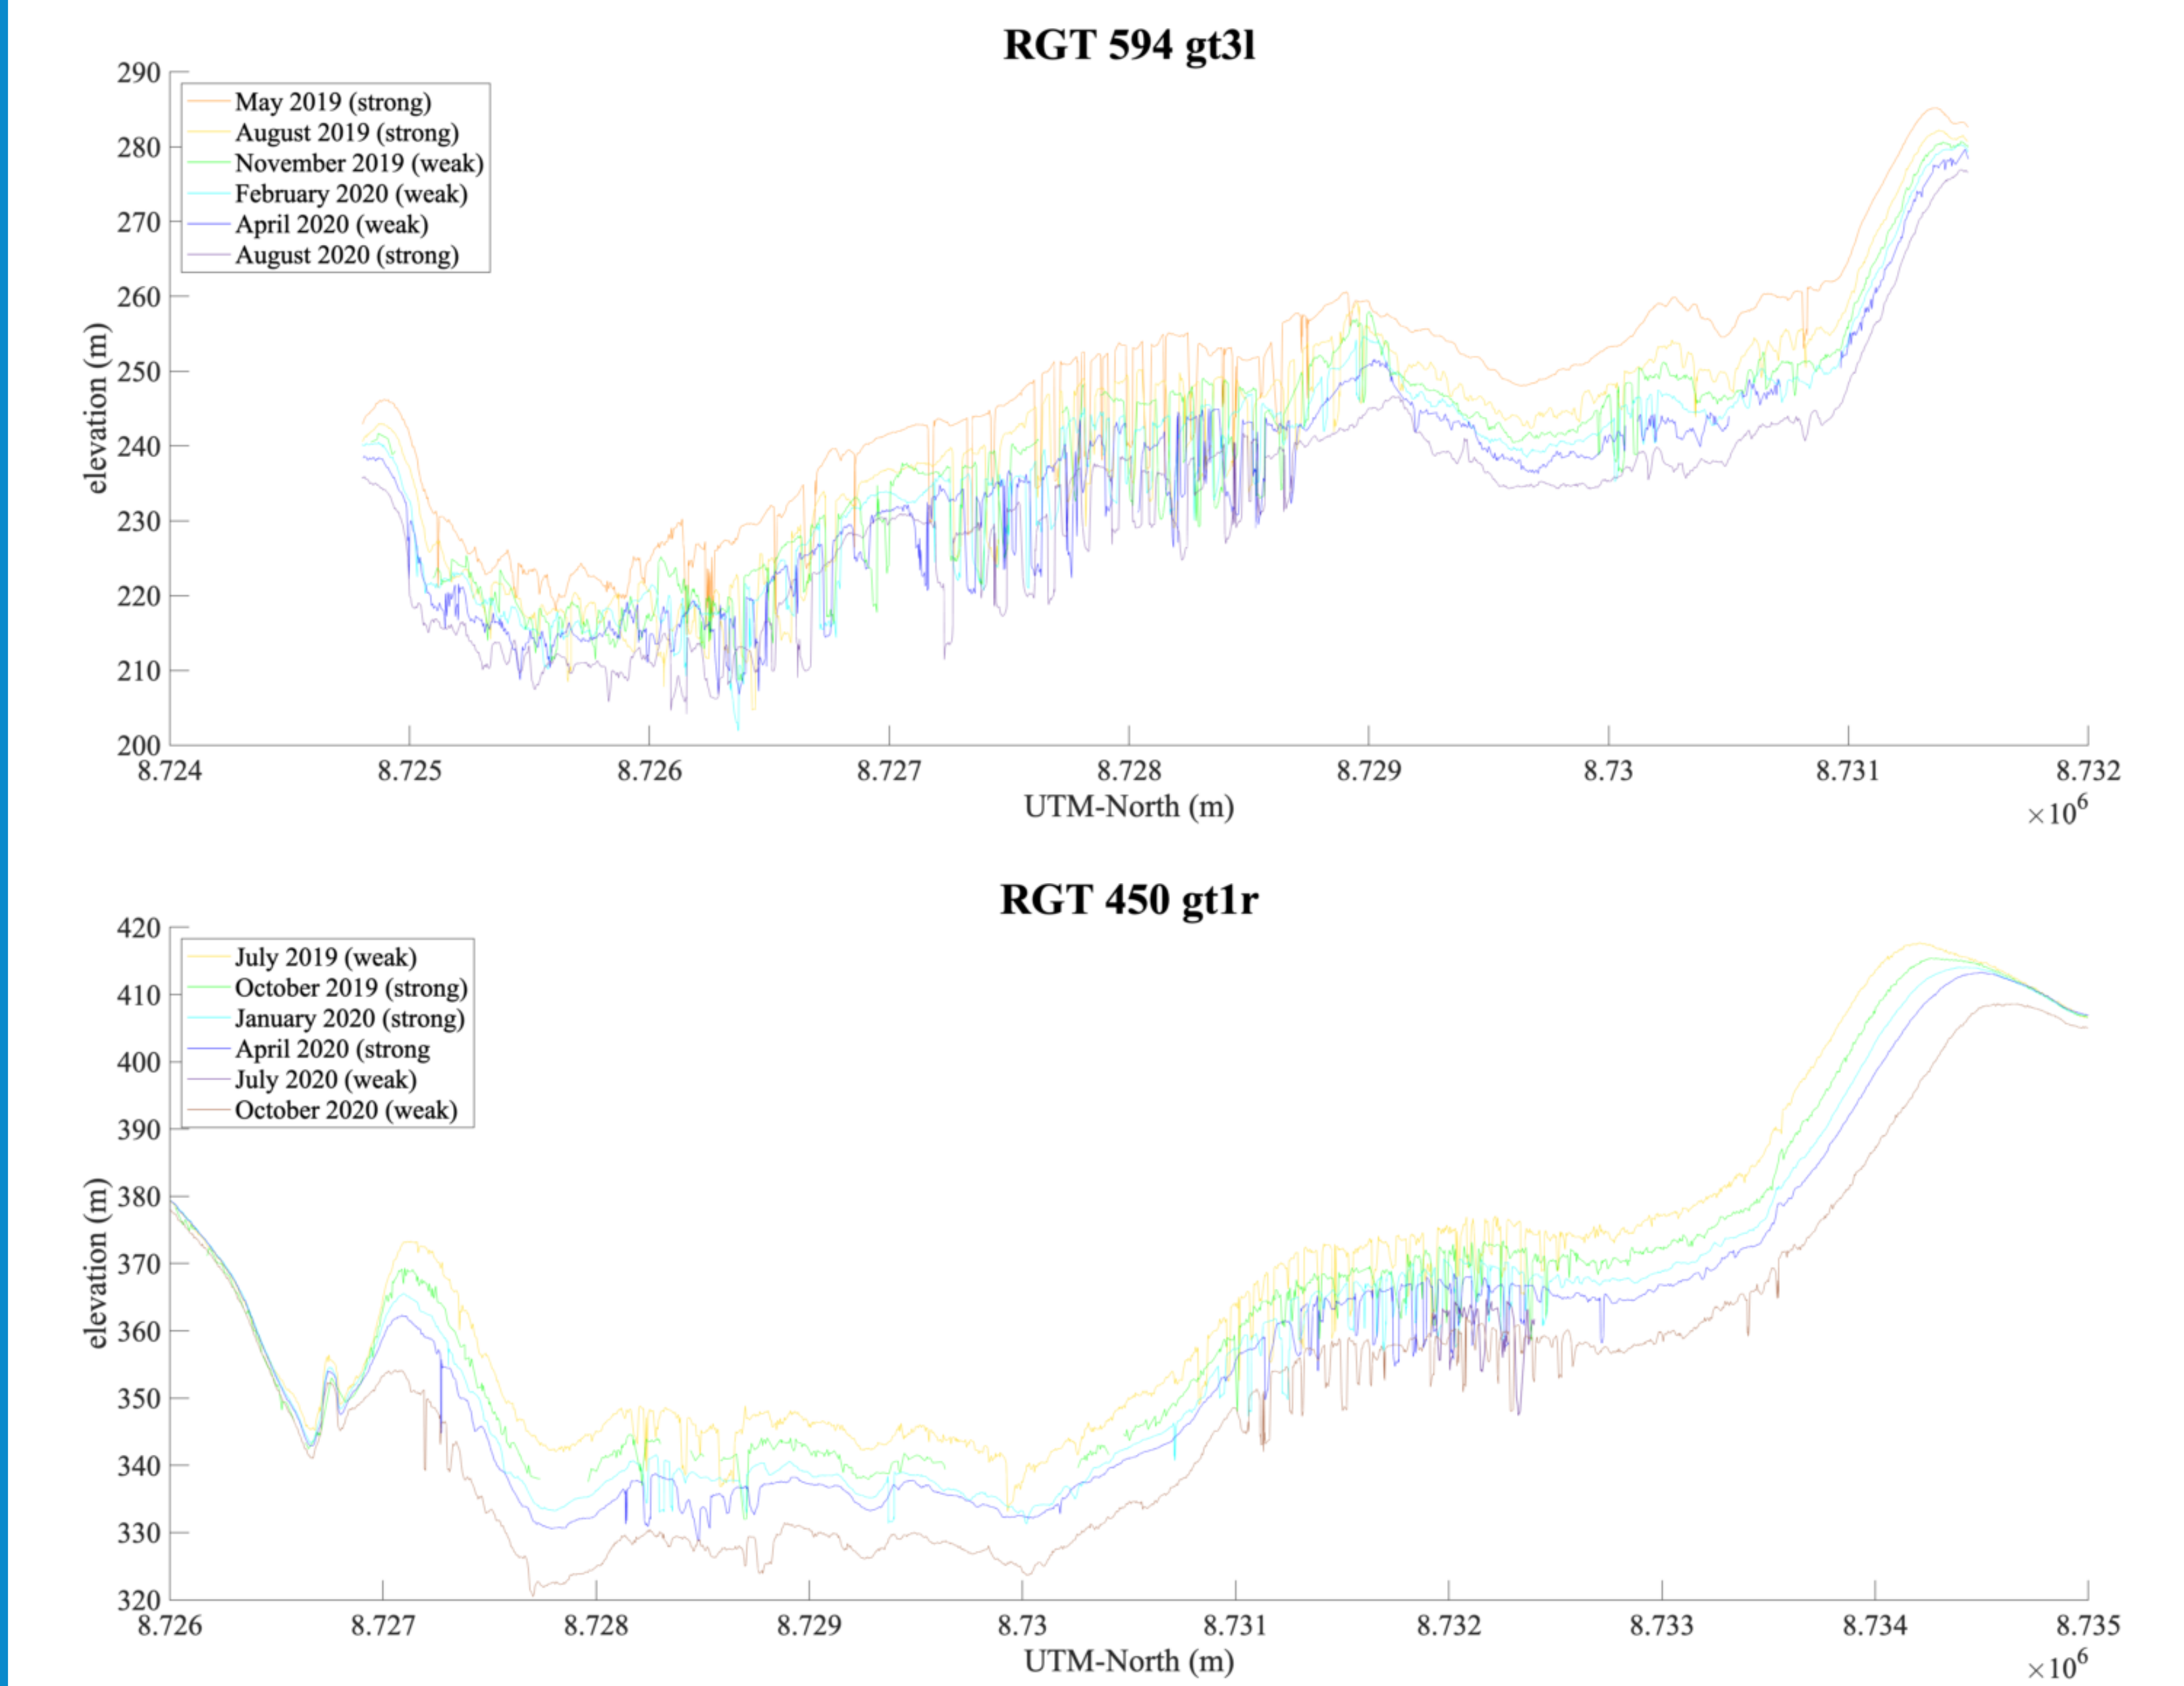 RGT 594 gt3l
290
280
270
260
250
240
230
220
210
200
elevation (m)
May 2019 (strong)
August 2019 (strong)
November 2019 (weak)
February 2020 (weak)
April 2020 (weak)
August 2020 (strong)
8.724 8.725 8.726 8.727 8.728 8.729 8.73 8.731 8.732
UTM-North (m)
×10^6
RGT 450 gt1r
420
410
400
390
380
370
360
350
340
330
320
elevation (m)
July 2019 (weak)
October 2019 (strong)
January 2020 (strong)
April 2020 (strong
July 2020 (weak)
October 2020 (weak)
8.726 8.727 8.728 8.729 8.73 8.731 8.732 8.733 8.734 8.735
UTM-North (m)
×10^6